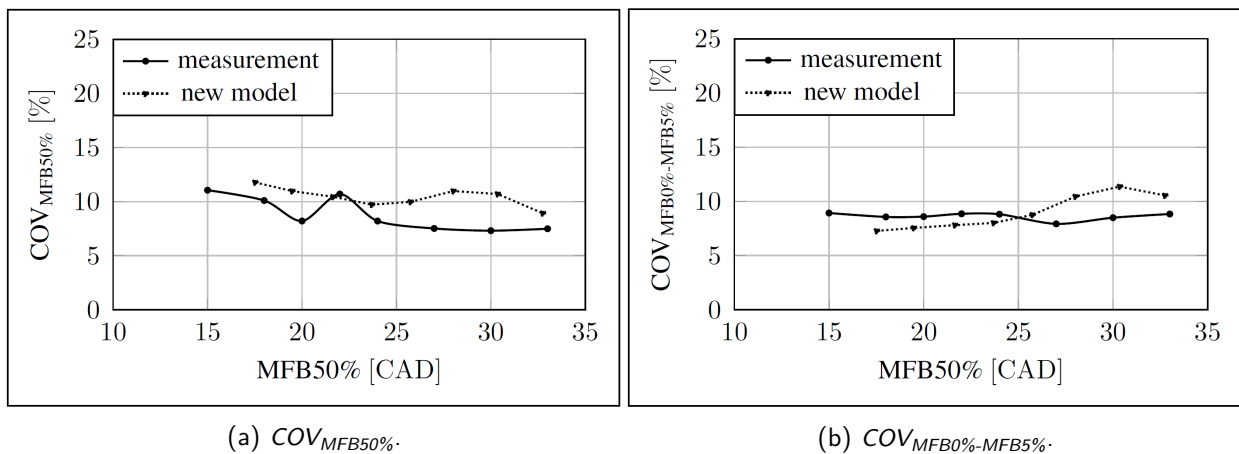 25
20
15
10
5
0
10 15 20 25 30 35
COV_MFB50% [%]
MFB50% [CAD]
measurement
new model
(a) COV_MFB50%.
25
20
15
10
5
0
10 15 20 25 30 35
COV_MFB0%-MFB5% [%]
MFB50% [CAD]
measurement
new model
(b) COV_MFB0%-MFB5%.